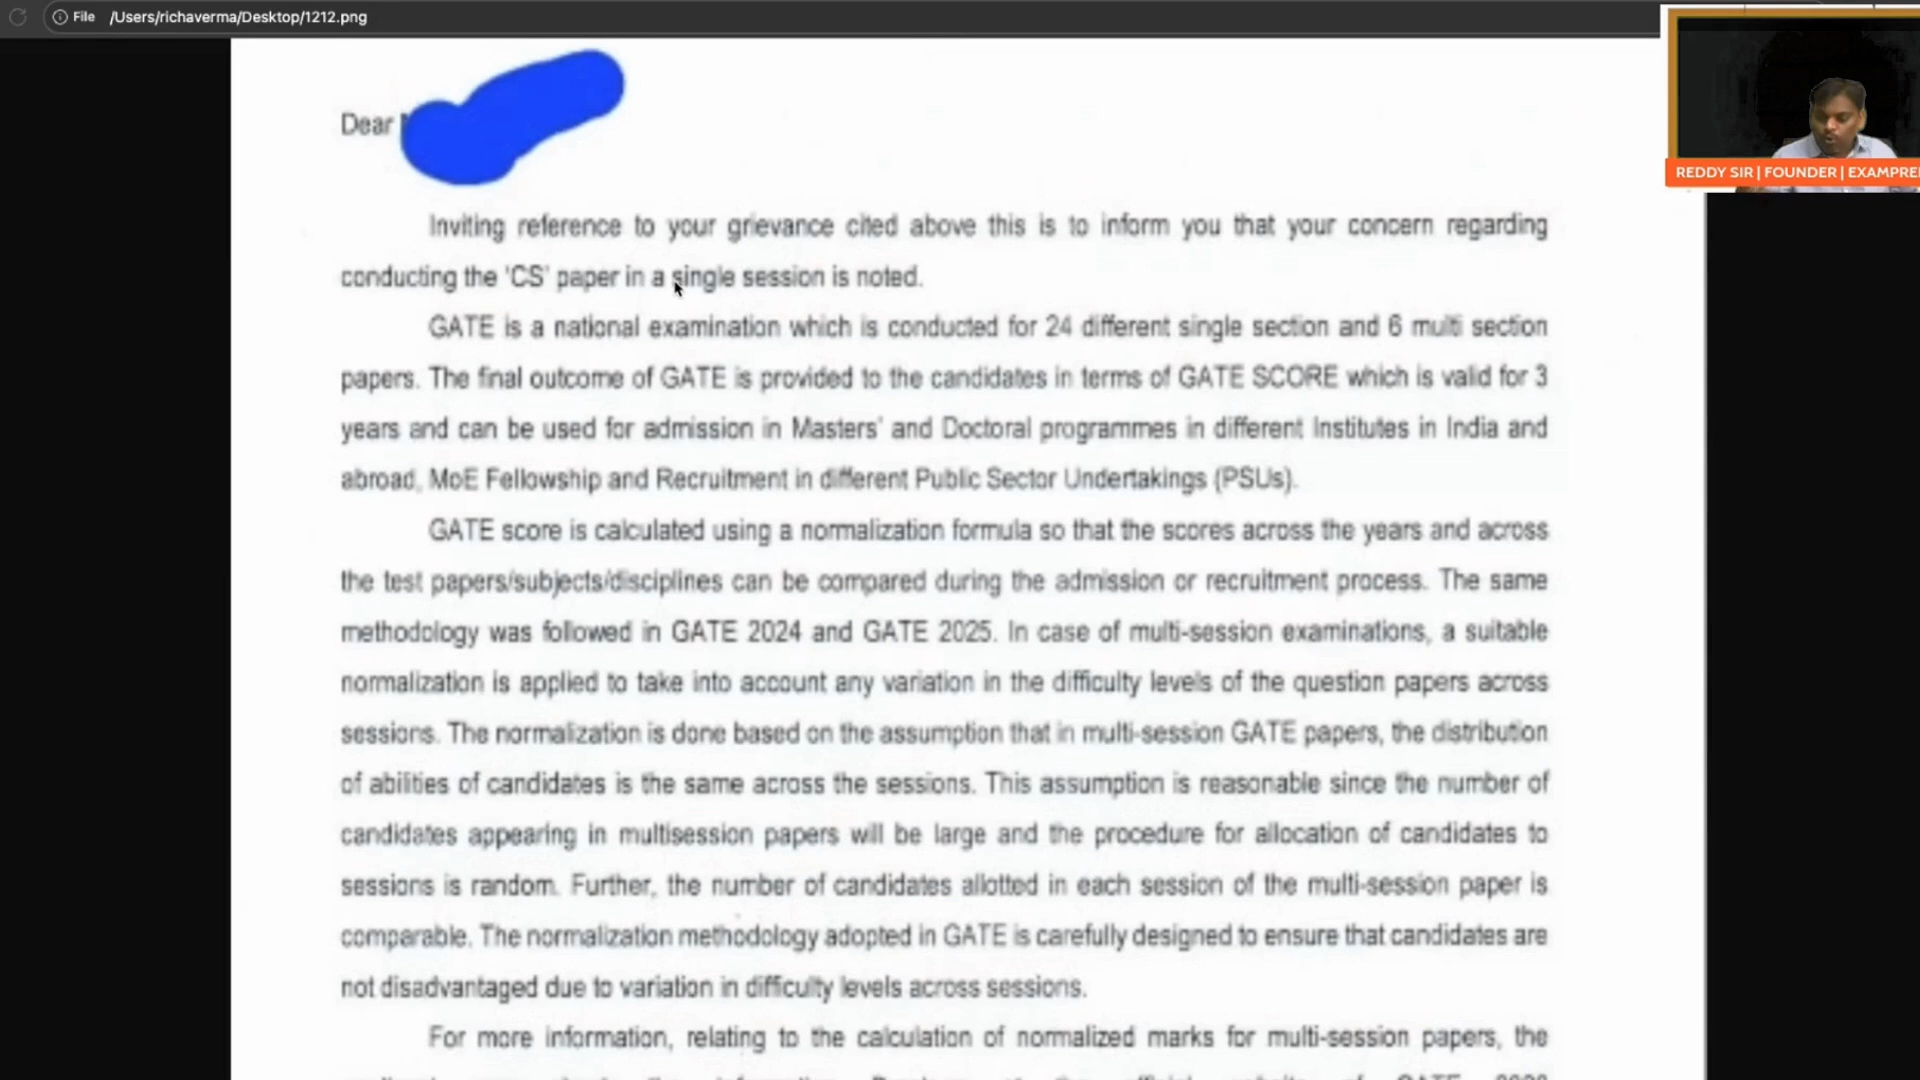 File /Users/richaverma/Desktop/1212.png
REDDY SIR | FOUNDER | EXAMPRE
Dear
Inviting reference to your grievance cited above this is to inform you that your concern regarding
conducting the 'CS' paper in a single session is noted.
GATE is a national examination which is conducted for 24 different single section and 6 multi section
papers. The final outcome of GATE is provided to the candidates in terms of GATE SCORE which is valid for 3
years and can be used for admission in Masters' and Doctoral programmes in different Institutes in India and
abroad, MoE Fellowship and Recruitment in different Public Sector Undertakings (PSUs).
GATE score is calculated using a normalization formula so that the scores across the years and across
the test papers/subjects/disciplines can be compared during the admission or recruitment process. The same
methodology was followed in GATE 2024 and GATE 2025. In case of multi-session examinations, a suitable
normalization is applied to take into account any variation in the difficulty levels of the question papers across
sessions. The normalization is done based on the assumption that in multi-session GATE papers, the distribution
of abilities of candidates is the same across the sessions. This assumption is reasonable since the number of
candidates appearing in multisession papers will be large and the procedure for allocation of candidates to
sessions is random. Further, the number of candidates allotted in each session of the multi-session paper is
comparable. The normalization methodology adopted in GATE is carefully designed to ensure that candidates are
not disadvantaged due to variation in difficulty levels across sessions.
For more information, relating to the calculation of normalized marks for multi-session papers, the